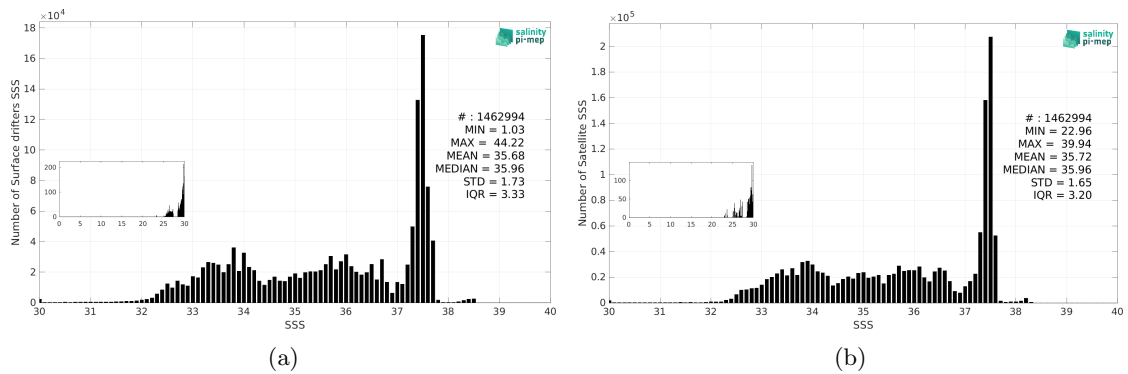 ×10⁴
18
16
14
12
10
8
6
4
2
0
Number of Surface drifters SSS
salinity
pi-mep
# : 1462994
MIN = 1.03
MAX = 44.22
MEAN = 35.68
MEDIAN = 35.96
STD = 1.73
IQR = 3.33
200
100
0
0 5 10 15 20 25 30
30 31 32 33 34 35 36 37 38 39 40
SSS
(a)
×10⁵
2
1.8
1.6
1.4
1.2
1
0.8
0.6
0.4
0.2
0
Number of Satellite SSS
salinity
pi-mep
# : 1462994
MIN = 22.96
MAX = 39.94
MEAN = 35.72
MEDIAN = 35.96
STD = 1.65
IQR = 3.20
100
50
0
0 5 10 15 20 25 30
30 31 32 33 34 35 36 37 38 39 40
SSS
(b)